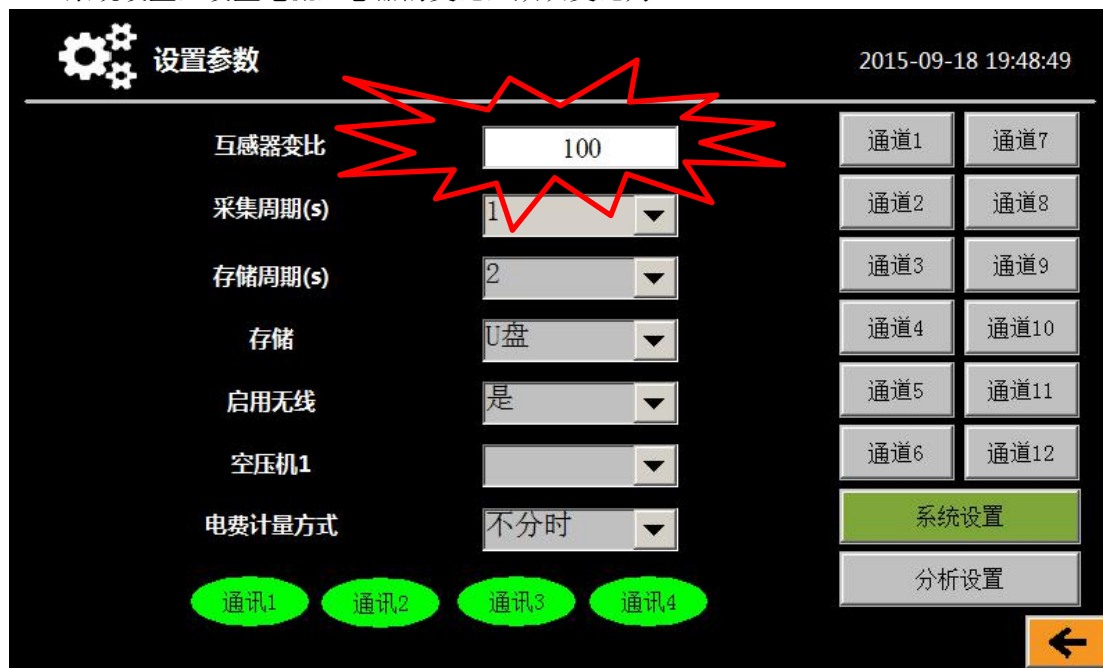 设置参数
2015-09-18 19:48:49
互感器变比 100
采集周期(s) 1
存储周期(s) 2
存储 U盘
启用无线 是
空压机1
电费计量方式 不分时
通讯1 通讯2 通讯3 通讯4
通道1 通道7
通道2 通道8
通道3 通道9
通道4 通道10
通道5 通道11
通道6 通道12
系统设置
分析设置